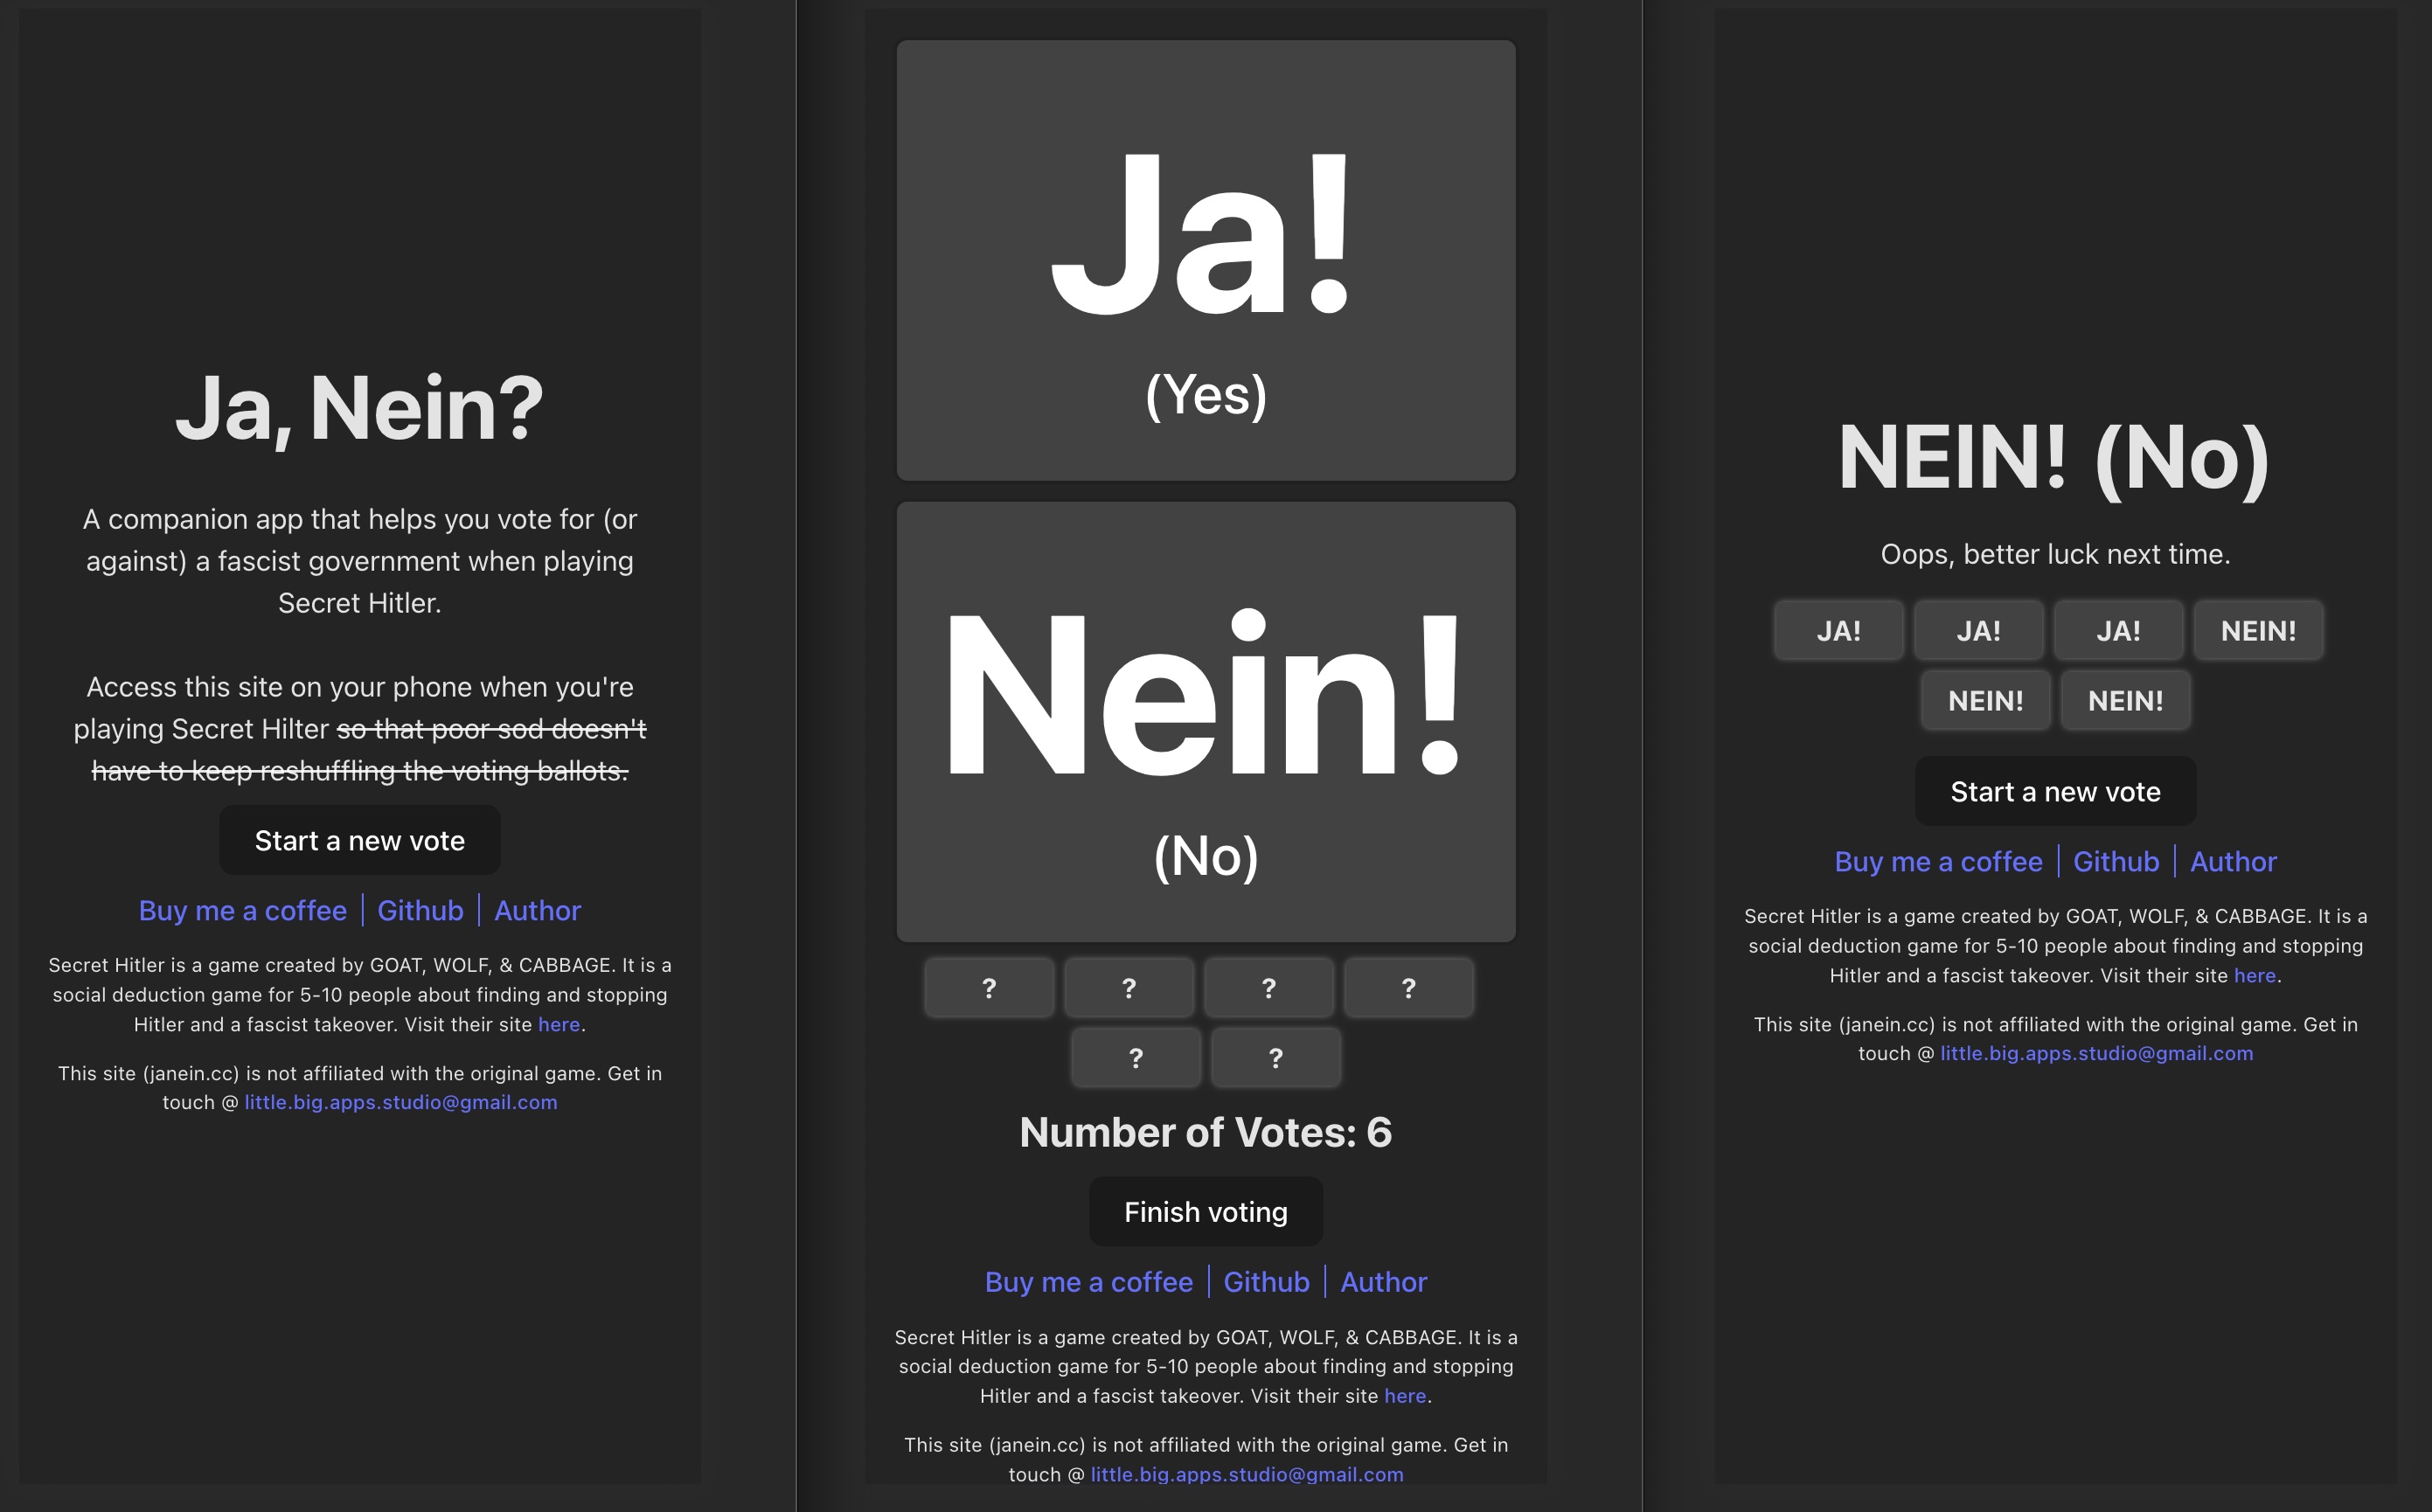 Ja, Nein?
A companion app that helps you vote for (or
against) a fascist government when playing
Secret Hitler.
Access this site on your phone when you're
playing Secret Hilter so that poor sod doesn't
have to keep reshuffling the voting ballots.
Start a new vote
Buy me a coffee | Github | Author
Secret Hitler is a game created by GOAT, WOLF, & CABBAGE. It is a
social deduction game for 5-10 people about finding and stopping
Hitler and a fascist takeover. Visit their site here.
This site (janein.cc) is not affiliated with the original game. Get in
touch @ little.big.apps.studio@gmail.com
Ja!
(Yes)
Nein!
(No)
? ? ? ?
? ?
Number of Votes: 6
Finish voting
Buy me a coffee | Github | Author
Secret Hitler is a game created by GOAT, WOLF, & CABBAGE. It is a
social deduction game for 5-10 people about finding and stopping
Hitler and a fascist takeover. Visit their site here.
This site (janein.cc) is not affiliated with the original game. Get in
touch @ little.big.apps.studio@gmail.com
NEIN! (No)
Oops, better luck next time.
JA! JA! JA! NEIN!
NEIN! NEIN!
Start a new vote
Buy me a coffee | Github | Author
Secret Hitler is a game created by GOAT, WOLF, & CABBAGE. It is a
social deduction game for 5-10 people about finding and stopping
Hitler and a fascist takeover. Visit their site here.
This site (janein.cc) is not affiliated with the original game. Get in
touch @ little.big.apps.studio@gmail.com